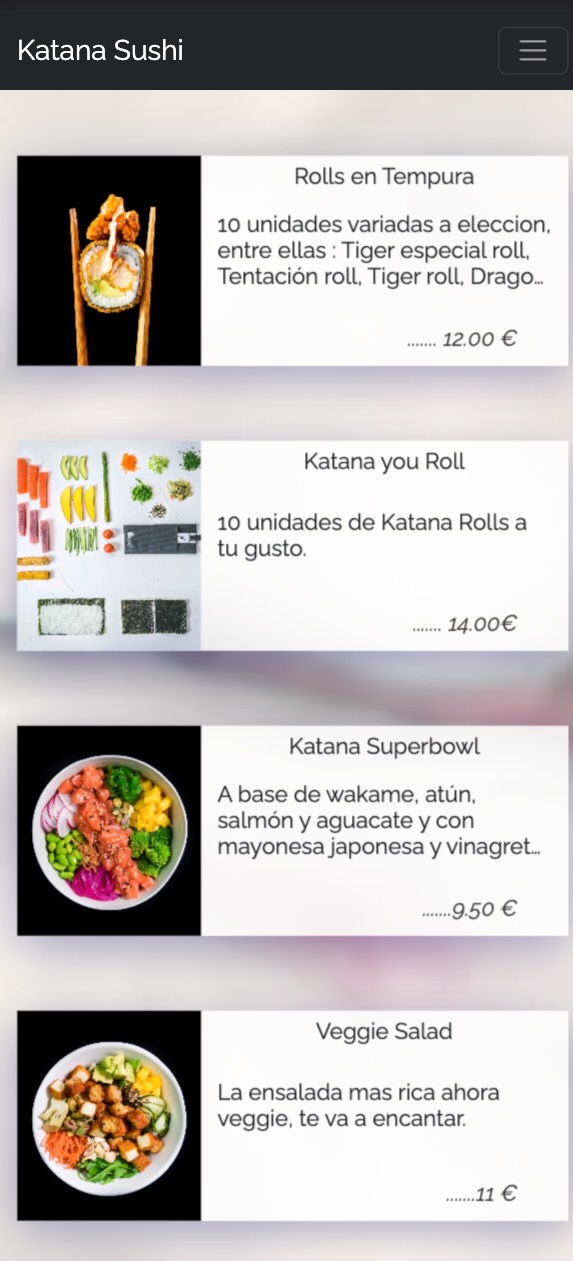 Katana Sushi
Rolls en Tempura
10 unidades variadas a eleccion,
entre ellas : Tiger especial roll,
Tentación roll, Tiger roll, Drago…
....... 12.00 €
Katana you Roll
10 unidades de Katana Rolls a
tu gusto.
....... 14.00€
Katana Superbowl
A base de wakame, atún,
salmón y aguacate y con
mayonesa japonesa y vinagret…
.......9.50 €
Veggie Salad
La ensalada mas rica ahora
veggie, te va a encantar.
.......11 €